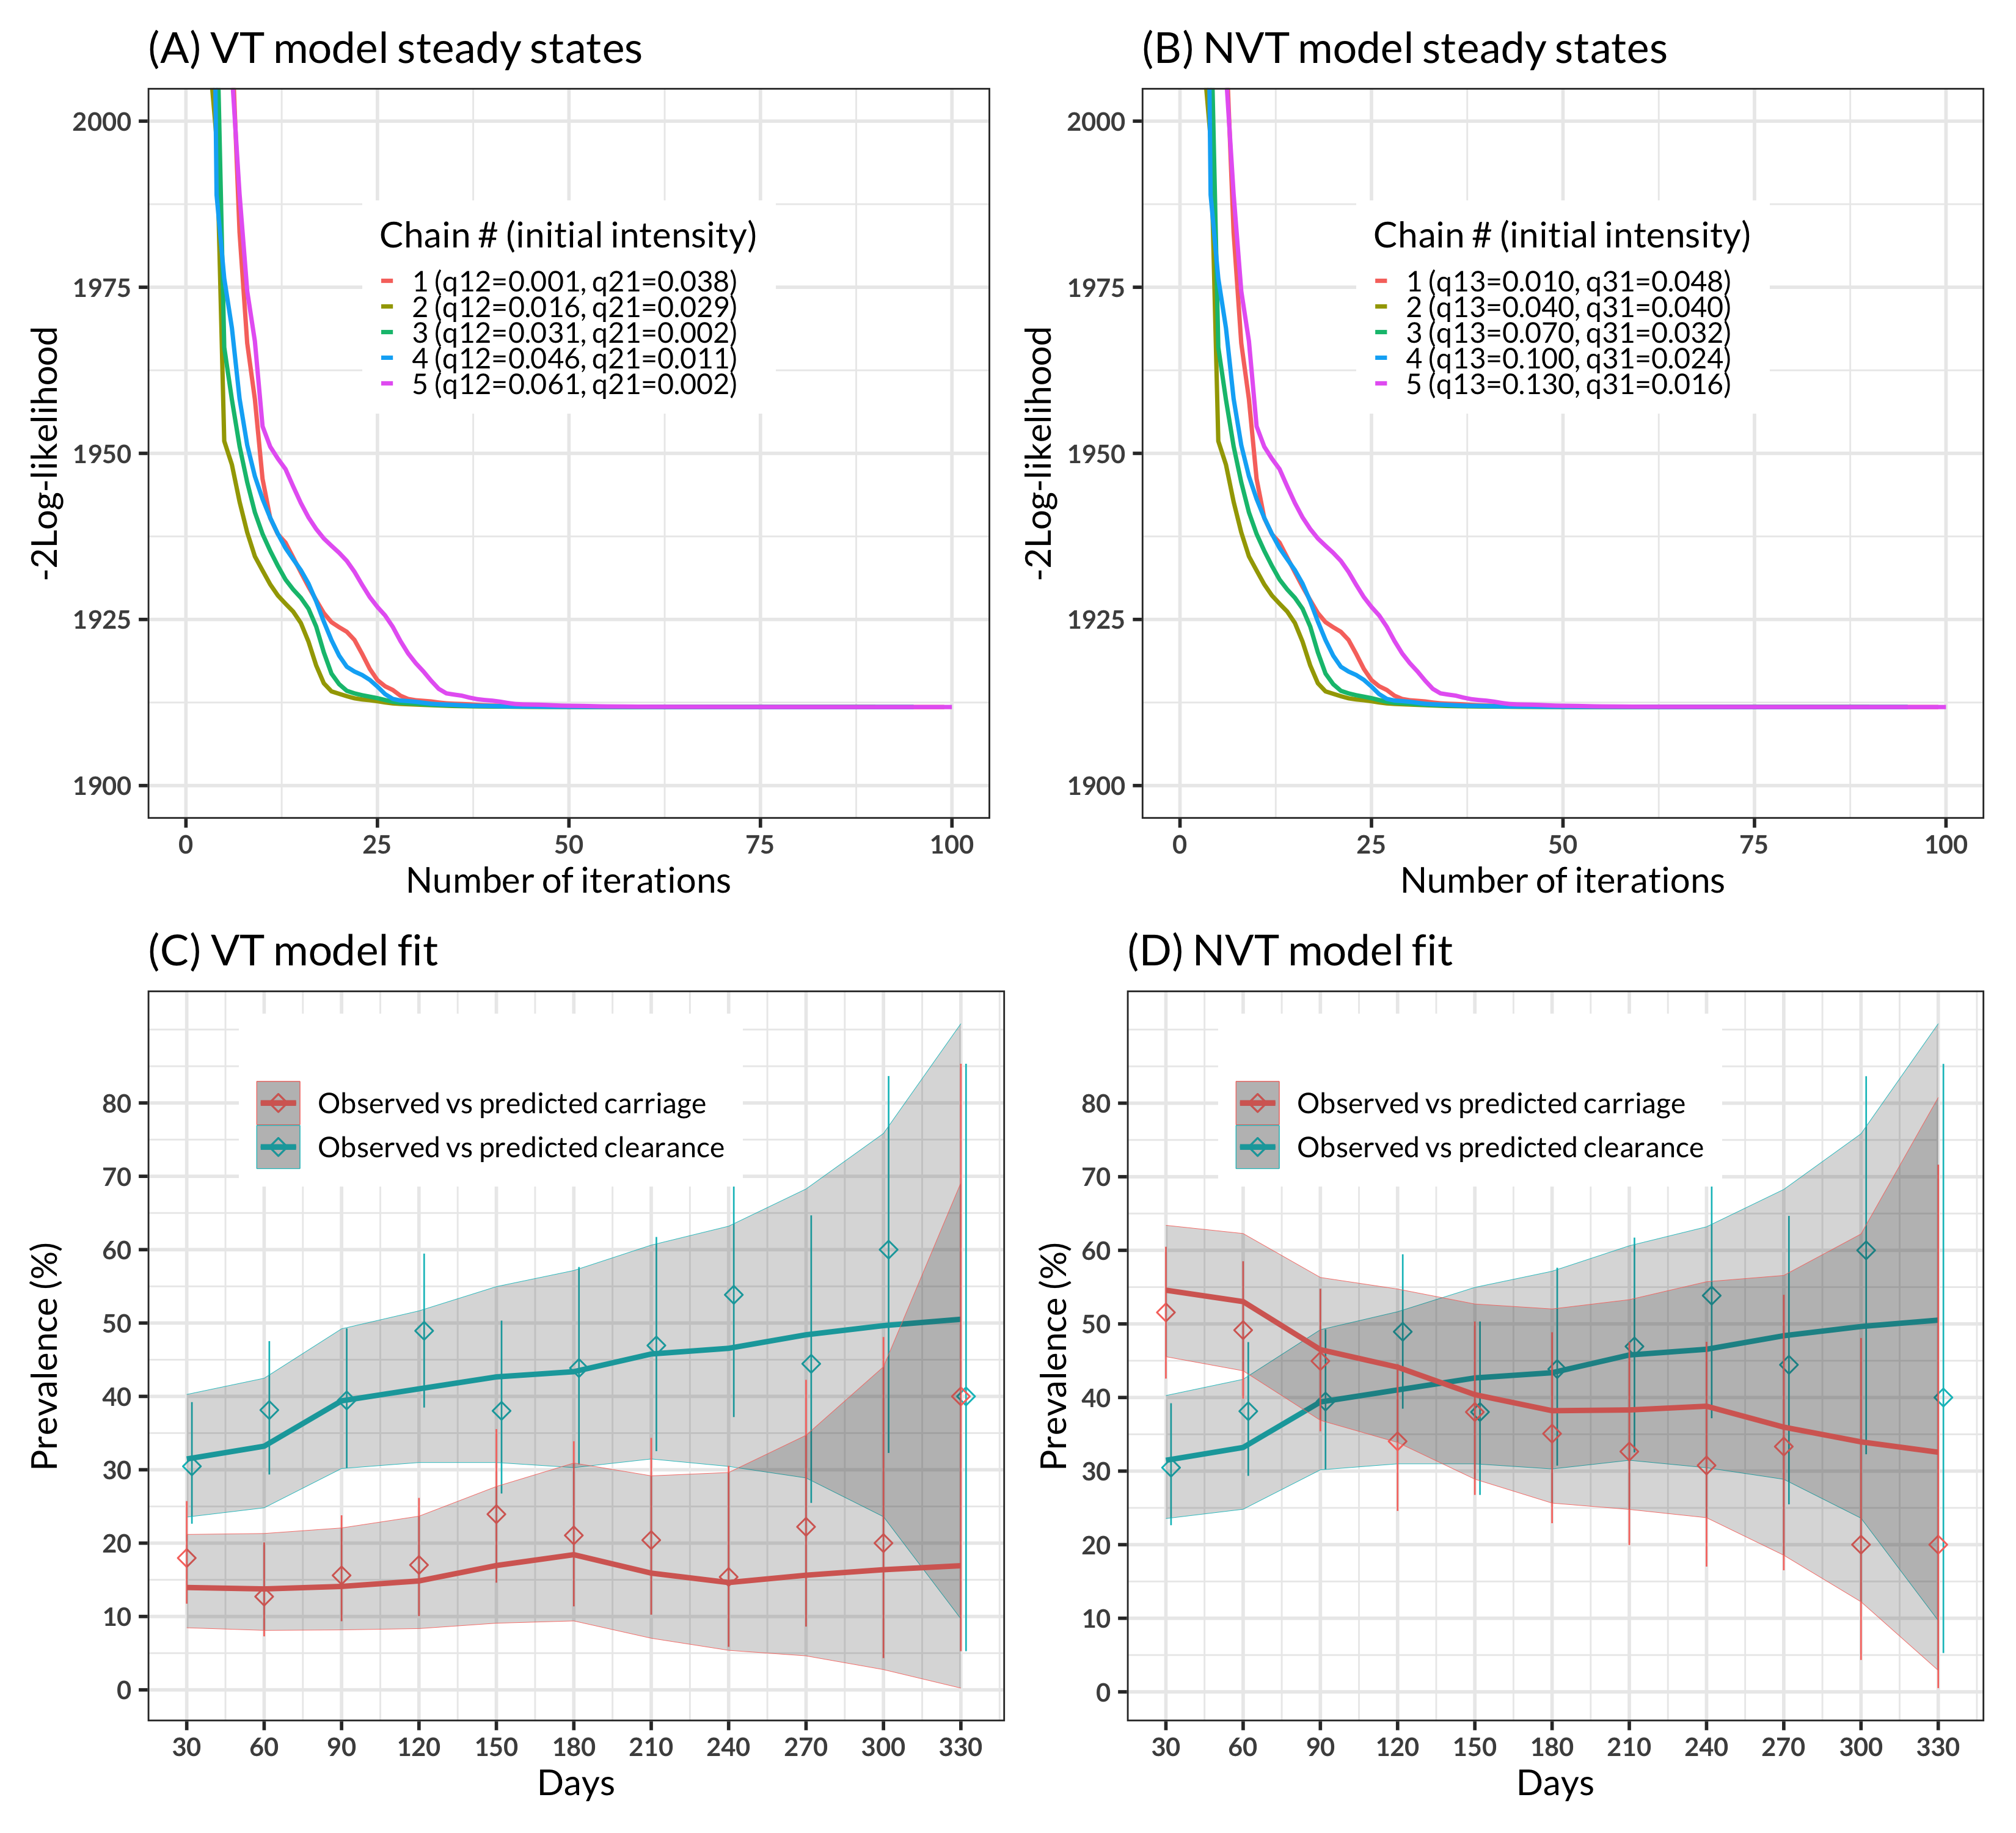 (A) VT model steady states
2000
1975
1950
1925
1900
-2Log-likelihood
Chain # (initial intensity)
1 (q12=0.001, q21=0.038)
2 (q12=0.016, q21=0.029)
3 (q12=0.031, q21=0.002)
4 (q12=0.046, q21=0.011)
5 (q12=0.061, q21=0.002)
0 25 50 75 100
Number of iterations
(B) NVT model steady states
2000
1975
1950
1925
1900
-2Log-likelihood
Chain # (initial intensity)
1 (q13=0.010, q31=0.048)
2 (q13=0.040, q31=0.040)
3 (q13=0.070, q31=0.032)
4 (q13=0.100, q31=0.024)
5 (q13=0.130, q31=0.016)
0 25 50 75 100
Number of iterations
(C) VT model fit
80
70
60
50
40
30
20
10
0
Prevalence (%)
Observed vs predicted carriage
Observed vs predicted clearance
30 60 90 120 150 180 210 240 270 300 330
Days
(D) NVT model fit
80
70
60
50
40
30
20
10
0
Prevalence (%)
Observed vs predicted carriage
Observed vs predicted clearance
30 60 90 120 150 180 210 240 270 300 330
Days